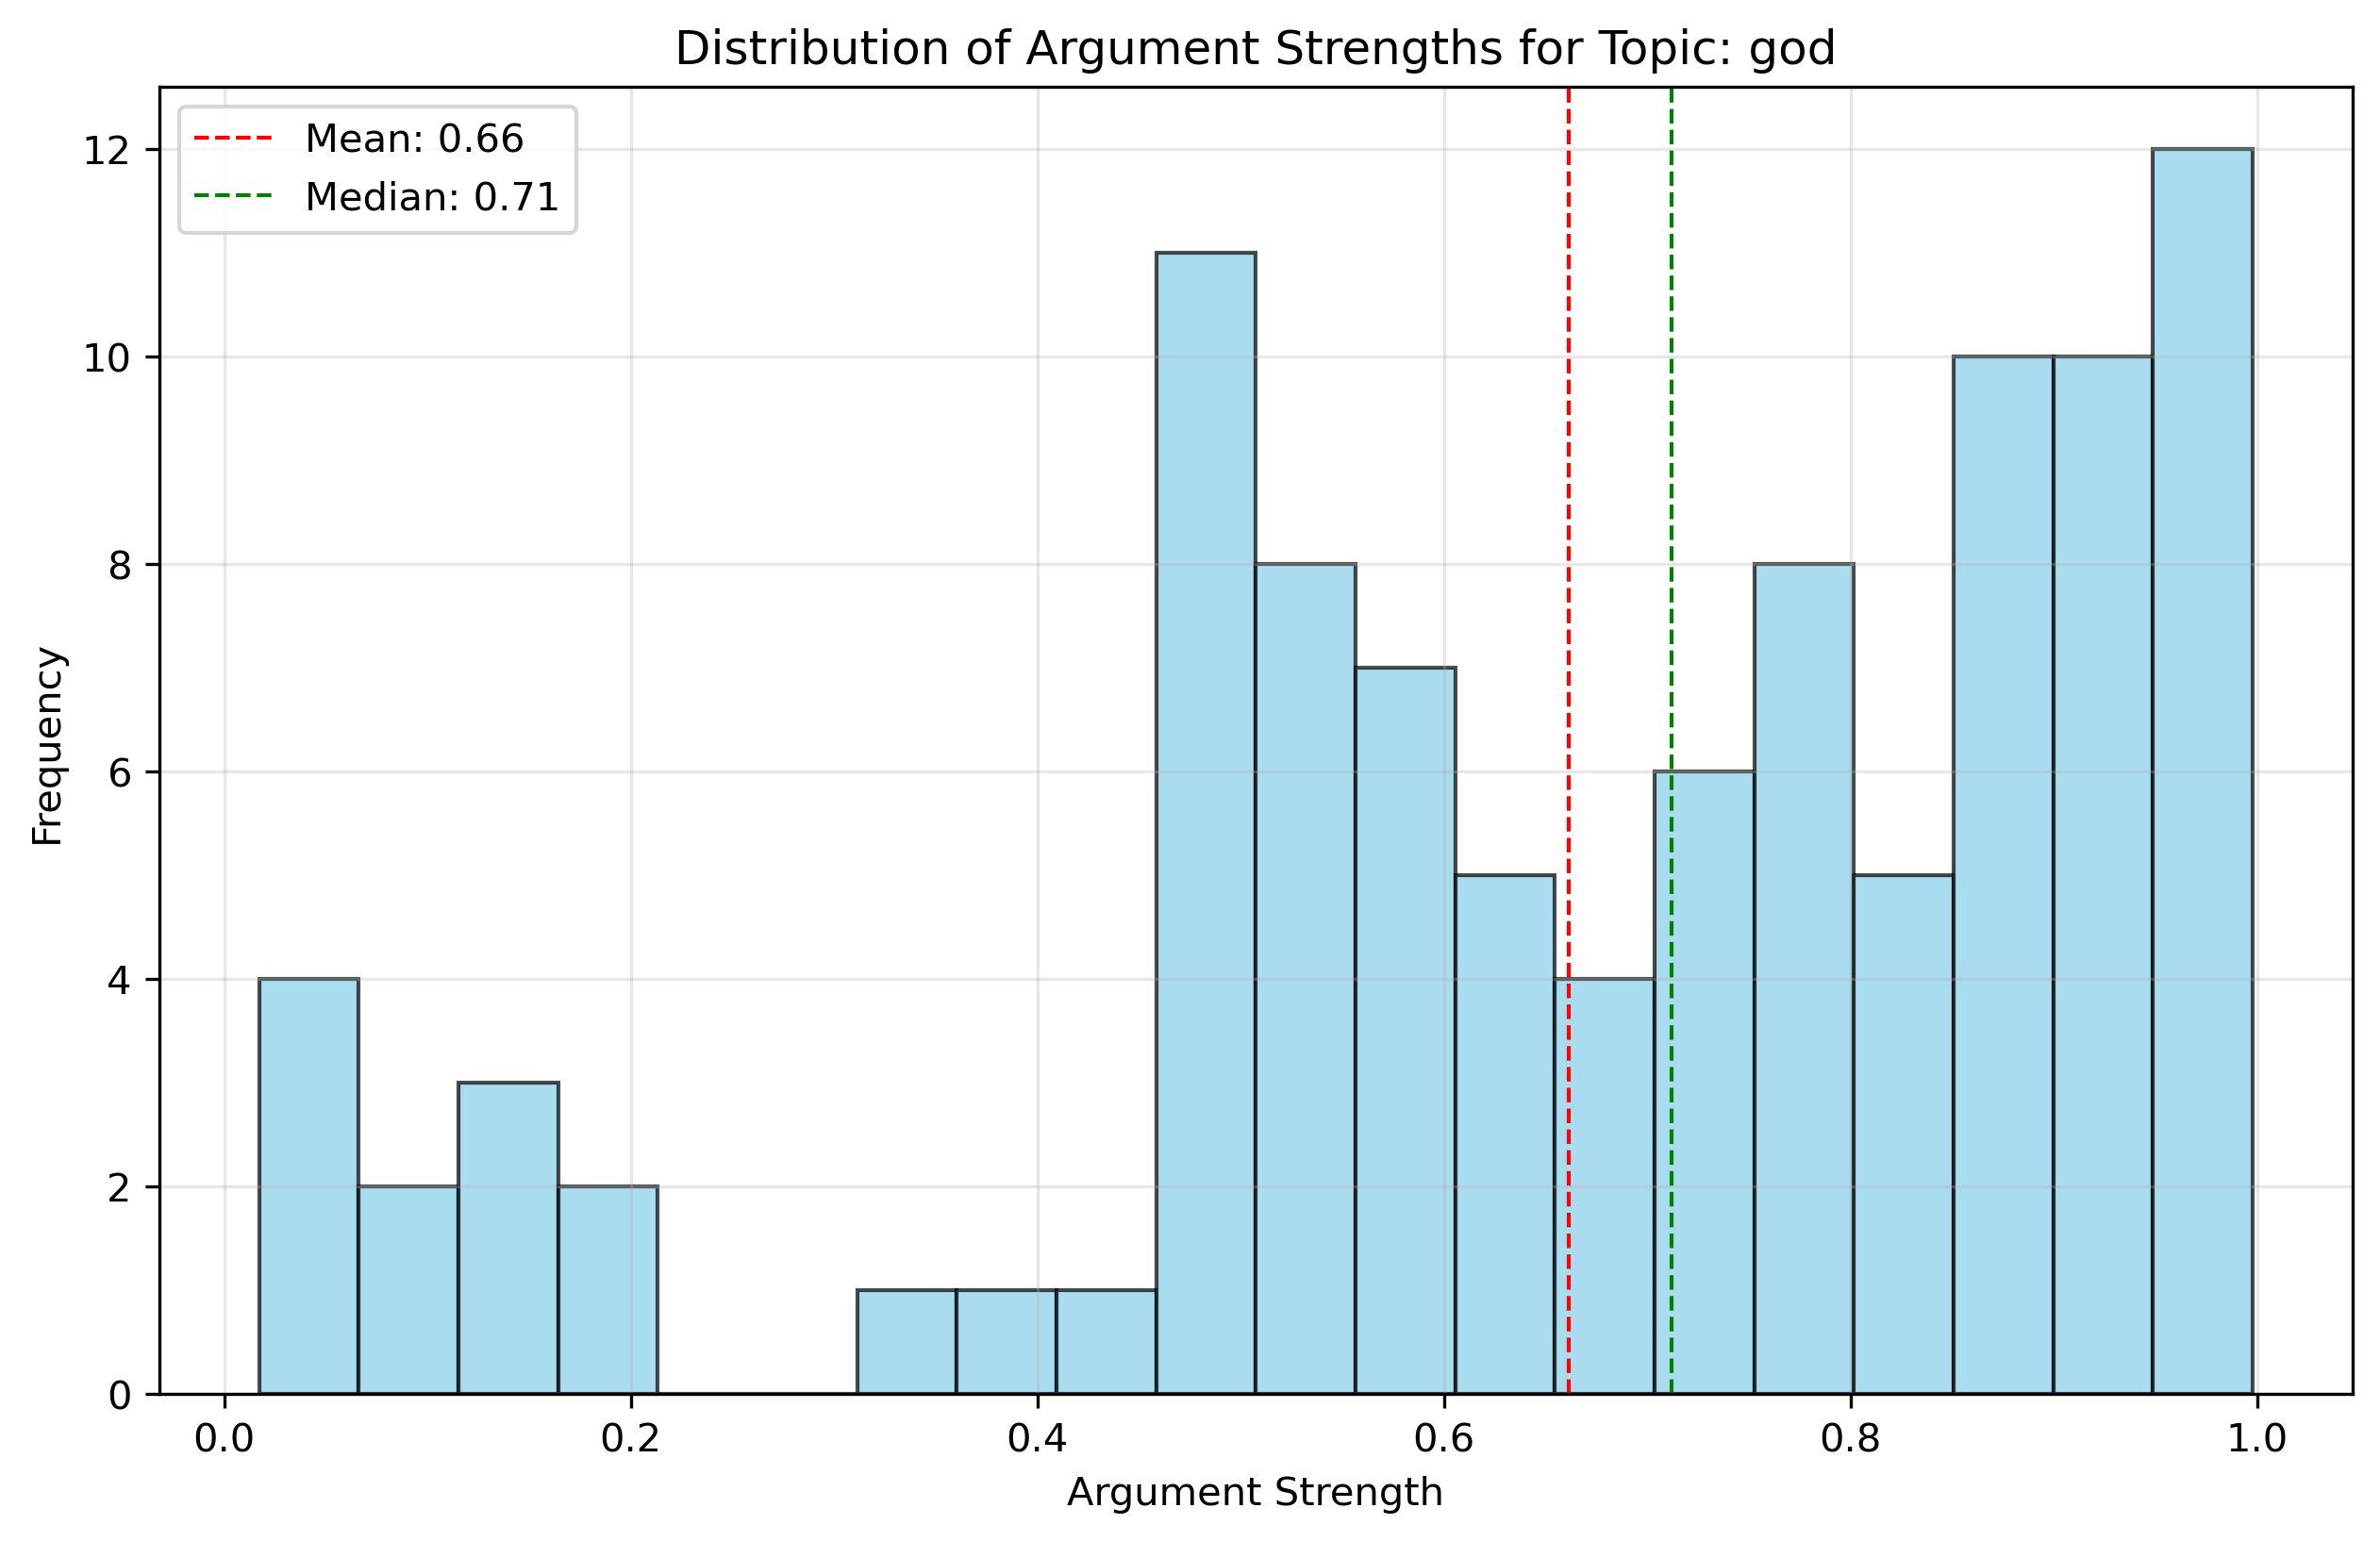 Distribution of Argument Strengths for Topic: god
Mean: 0.66
Median: 0.71
12
10
8
6
4
2
0
Frequency
0.0 0.2 0.4 0.6 0.8 1.0
Argument Strength